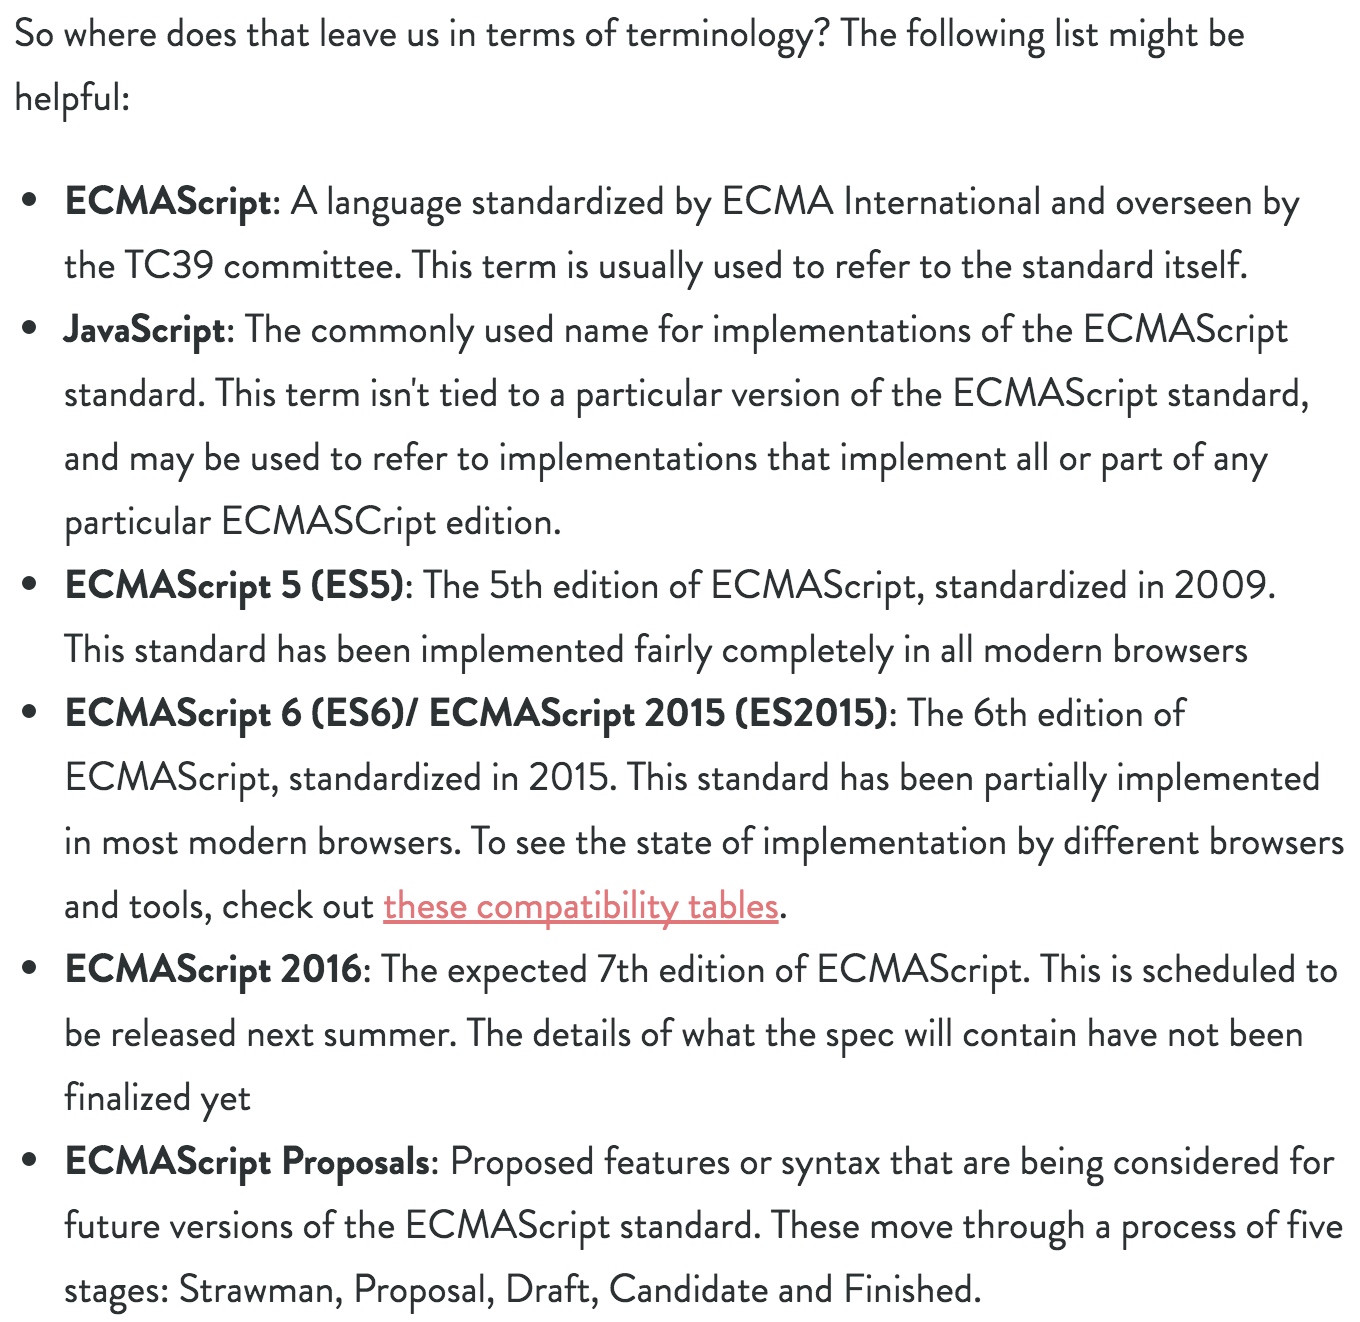 So where does that leave us in terms of terminology? The following list might be
helpful:
• ECMAScript: A language standardized by ECMA International and overseen by
the TC39 committee. This term is usually used to refer to the standard itself.
• JavaScript: The commonly used name for implementations of the ECMAScript
standard. This term isn't tied to a particular version of the ECMAScript standard,
and may be used to refer to implementations that implement all or part of any
particular ECMASCript edition.
• ECMAScript 5 (ES5): The 5th edition of ECMAScript, standardized in 2009.
This standard has been implemented fairly completely in all modern browsers
• ECMAScript 6 (ES6)/ ECMAScript 2015 (ES2015): The 6th edition of
ECMAScript, standardized in 2015. This standard has been partially implemented
in most modern browsers. To see the state of implementation by different browsers
and tools, check out these compatibility tables.
• ECMAScript 2016: The expected 7th edition of ECMAScript. This is scheduled to
be released next summer. The details of what the spec will contain have not been
finalized yet
• ECMAScript Proposals: Proposed features or syntax that are being considered for
future versions of the ECMAScript standard. These move through a process of five
stages: Strawman, Proposal, Draft, Candidate and Finished.